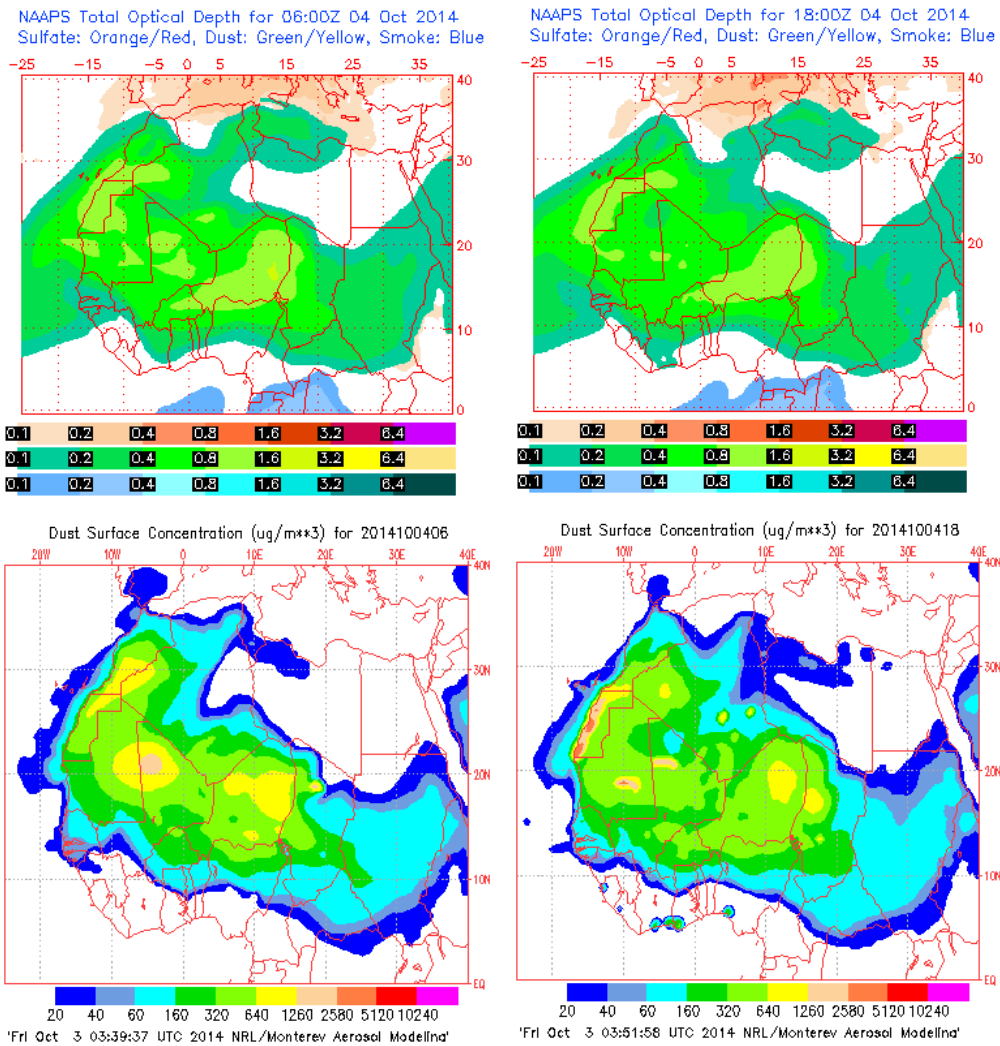 NAAPS Total Optical Depth for 06:00Z 04 Oct 2014
Sulfate: Orange/Red, Dust: Green/Yellow, Smoke: Blue
-25 -15 -5 0 5 15 25 35
40
30
20
10
0
0.1 0.2 0.4 0.8 1.6 3.2 6.4
0.1 0.2 0.4 0.8 1.6 3.2 6.4
0.1 0.2 0.4 0.8 1.6 3.2 6.4
NAAPS Total Optical Depth for 18:00Z 04 Oct 2014
Sulfate: Orange/Red, Dust: Green/Yellow, Smoke: Blue
-25 -15 -5 0 5 15 25 35
40
30
20
10
0
0.1 0.2 0.4 0.8 1.6 3.2 6.4
0.1 0.2 0.4 0.8 1.6 3.2 6.4
0.1 0.2 0.4 0.8 1.6 3.2 6.4
Dust Surface Concentration (ug/m**3) for 2014100406
20W 10W 0 10E 20E 30E 40E
40N
30N
20N
10N
EQ
20 40 60 160 320 640 1260 2580 5120 10240
'Fri Oct 3 03:39:37 UTC 2014 NRL/Monterey Aerosol Modeling'
Dust Surface Concentration (ug/m**3) for 2014100418
20W 10W 0 10E 20E 30E 40E
40N
30N
20N
10N
EQ
20 40 60 160 320 640 1260 2580 5120 10240
'Fri Oct 3 03:51:58 UTC 2014 NRL/Monterey Aerosol Modeling'